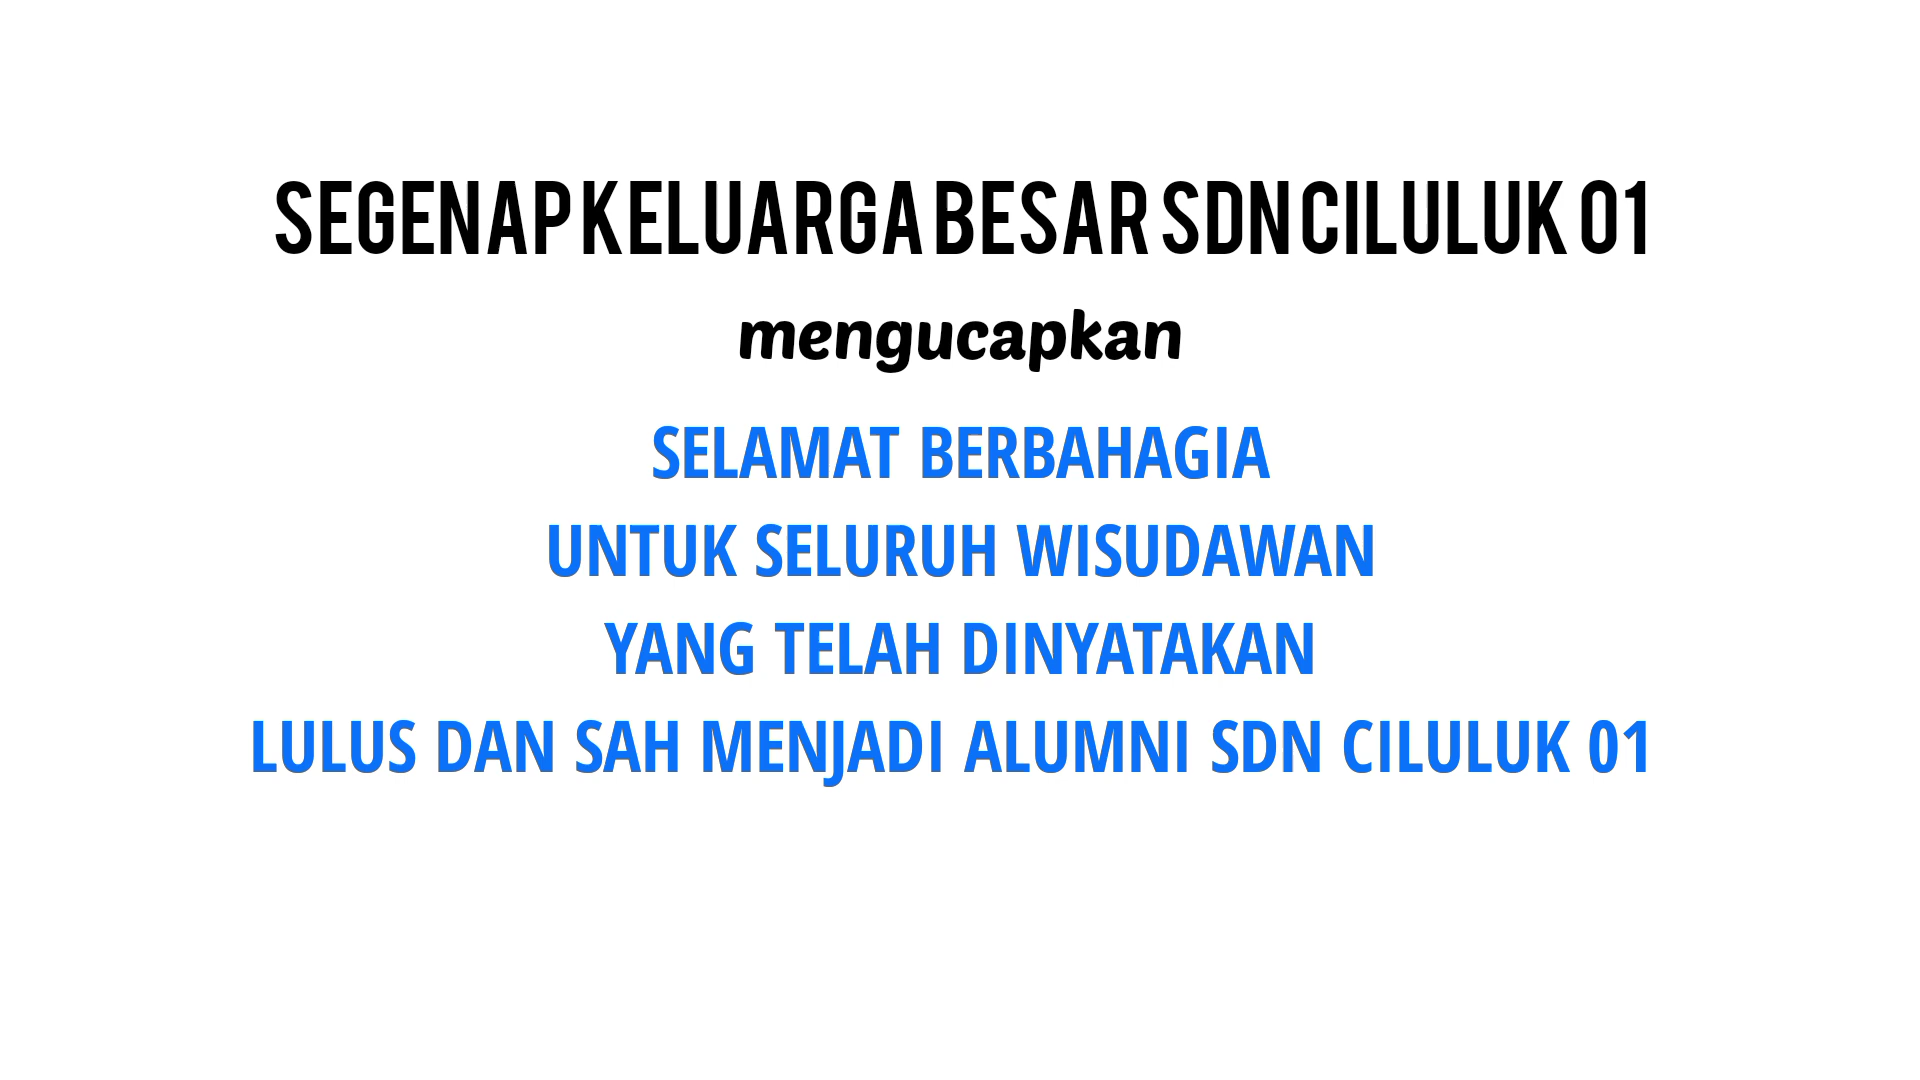 SEGENAP KELUARGA BESAR SDN CILULUK 01
mengucapkan
SELAMAT BERBAHAGIA
UNTUK SELURUH WISUDAWAN
YANG TELAH DINYATAKAN
LULUS DAN SAH MENJADI ALUMNI SDN CILULUK 01